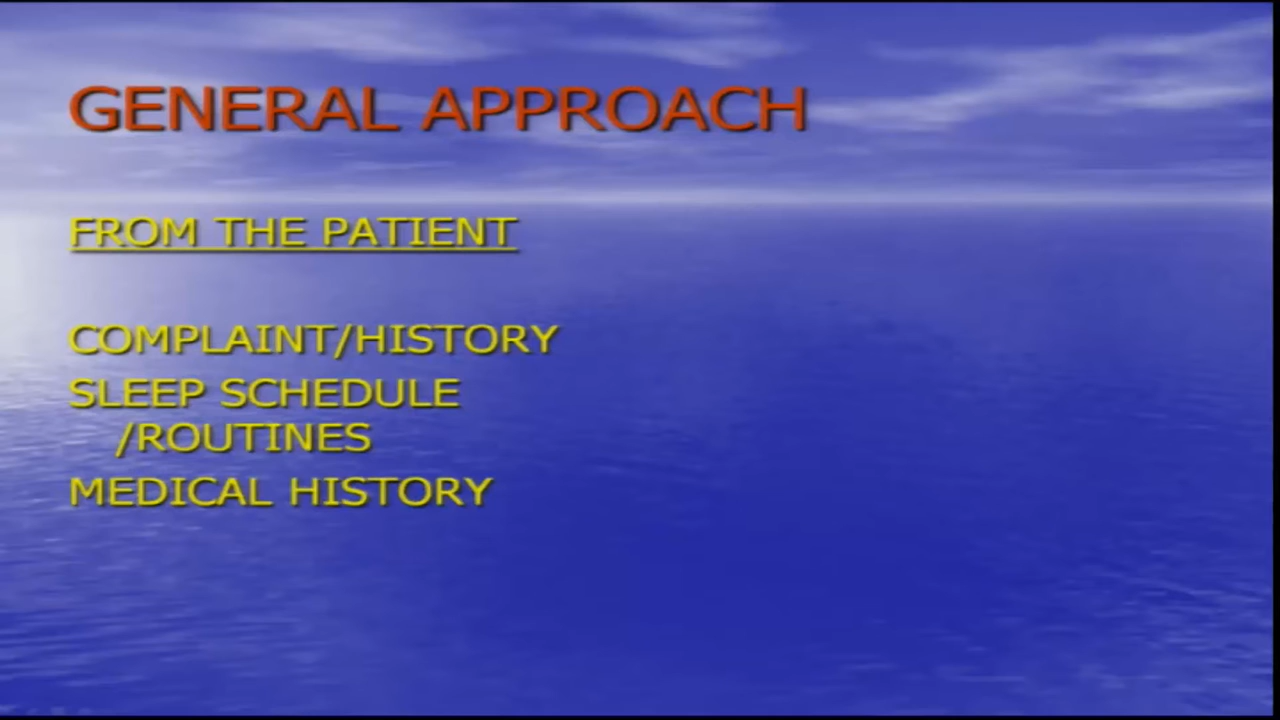 GENERAL APPROACH
FROM THE PATIENT
COMPLAINT/HISTORY
SLEEP SCHEDULE
/ROUTINES
MEDICAL HISTORY